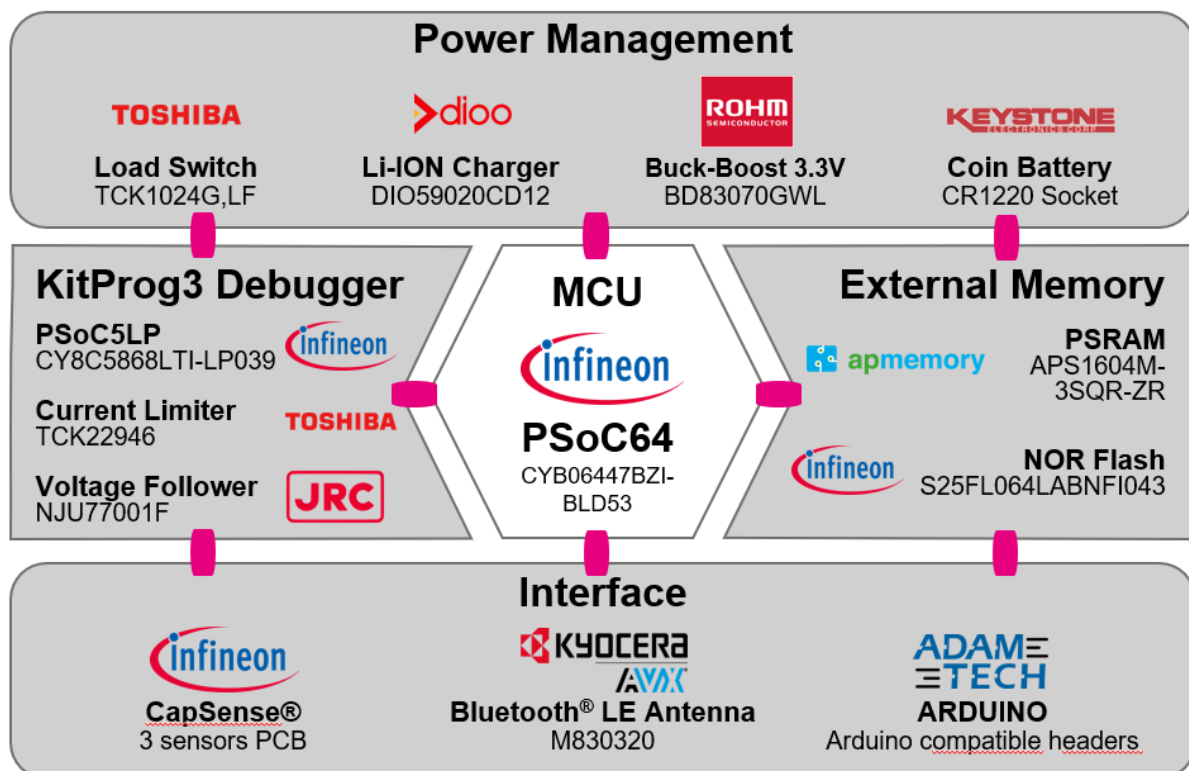 Power Management
TOSHIBA
Load Switch
TCK1024G,LF
dioo
Li-ION Charger
DIO59020CD12
ROHM
SEMICONDUCTOR
Buck-Boost 3.3V
BD83070GWL
KEYSTONE
ELECTRONICS CORP.
Coin Battery
CR1220 Socket
KitProg3 Debugger
PSoC5LP
CY8C5868LTI-LP039
infineon
Current Limiter
TCK22946
TOSHIBA
Voltage Follower
NJU77001F
JRC
MCU
infineon
PSoC64
CYB06447BZI-
BLD53
External Memory
apmemory
PSRAM
APS1604M-
3SQR-ZR
infineon
NOR Flash
S25FL064LABNFI043
Interface
infineon
CapSense®
3 sensors PCB
KYOCERA
AVX
Bluetooth® LE Antenna
M830320
ADAM
TECH
ARDUINO
Arduino compatible headers